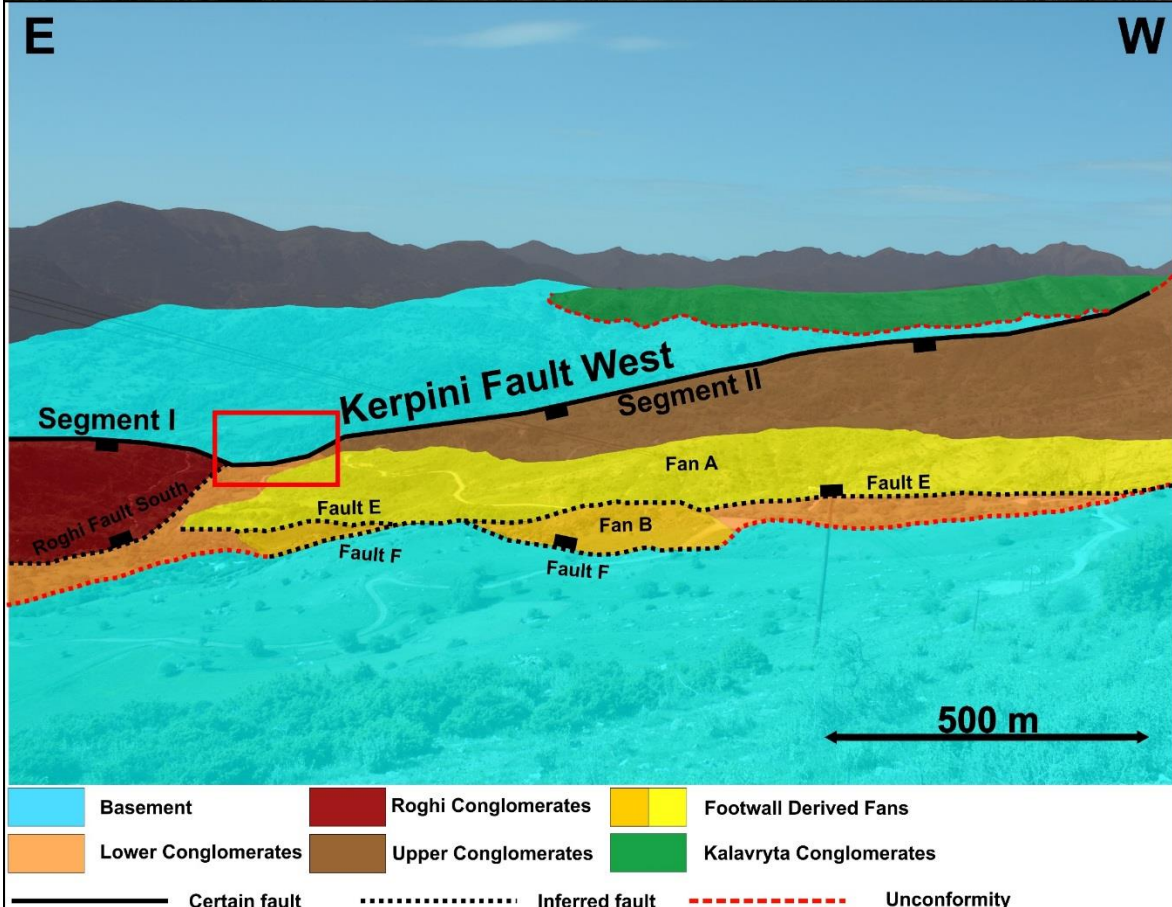 E
W
Kerpini Fault West
Segment I
Segment II
Fan A
Roghi Fault South
Fault E
Fault E
Fan B
Fault F
Fault F
500 m
Basement
Roghi Conglomerates
Footwall Derived Fans
Lower Conglomerates
Upper Conglomerates
Kalavryta Conglomerates
Certain fault
Inferred fault
Unconformity